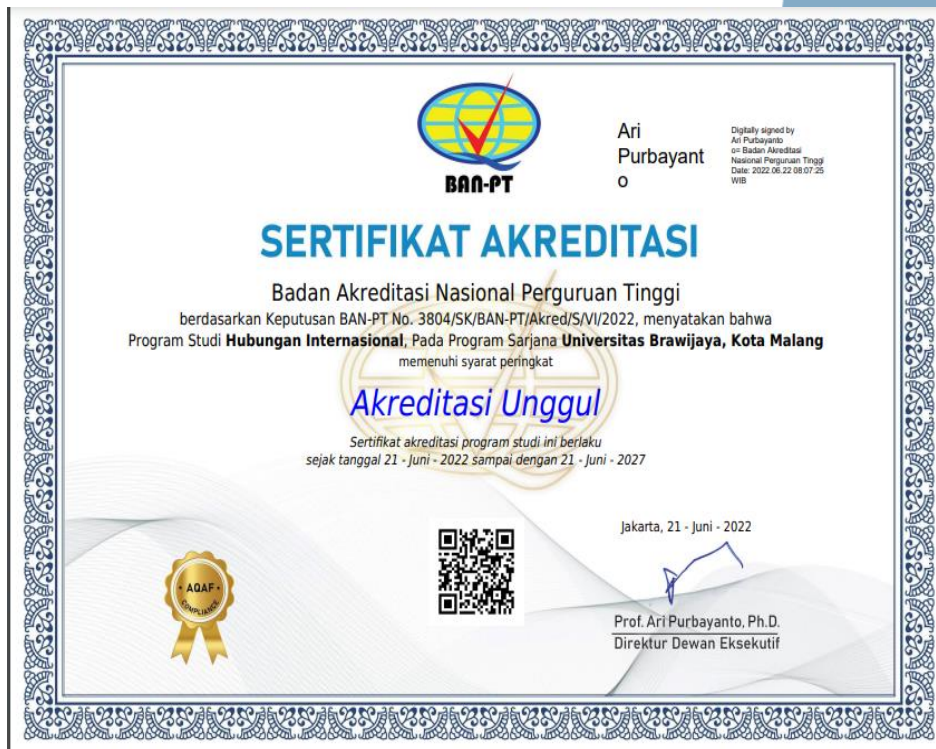 BAN-PT
Ari
Purbayant
o
Digitally signed by
Ari Purbayanto
o= Badan Akreditasi
Nasional Perguruan Tinggi
Date: 2022.06.22 08:07:25
WIB
SERTIFIKAT AKREDITASI
Badan Akreditasi Nasional Perguruan Tinggi
berdasarkan Keputusan BAN-PT No. 3804/SK/BAN-PT/Akred/S/VI/2022, menyatakan bahwa
Program Studi Hubungan Internasional, Pada Program Sarjana Universitas Brawijaya, Kota Malang
memenuhi syarat peringkat
Akreditasi Unggul
Sertifikat akreditasi program studi ini berlaku
sejak tanggal 21 - Juni - 2022 sampai dengan 21 - Juni - 2027
Jakarta, 21 - Juni - 2022
AQAF
COMPLIANCE
Prof. Ari Purbayanto, Ph.D.
Direktur Dewan Eksekutif